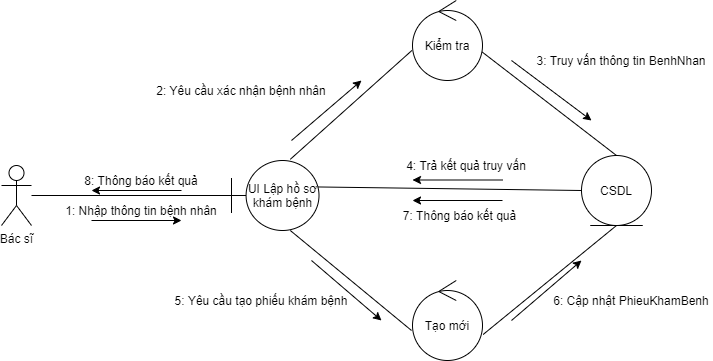 Kiểm tra
3: Truy vấn thông tin BenhNhan
2: Yêu cầu xác nhận bệnh nhân
8: Thông báo kết quả
4: Trả kết quả truy vấn
UI Lập hồ sơ
khám bệnh
CSDL
1: Nhập thông tin bệnh nhân
7: Thông báo kết quả
Bác sĩ
5: Yêu cầu tạo phiếu khám bệnh
6: Cập nhật PhieuKhamBenh
Tạo mới